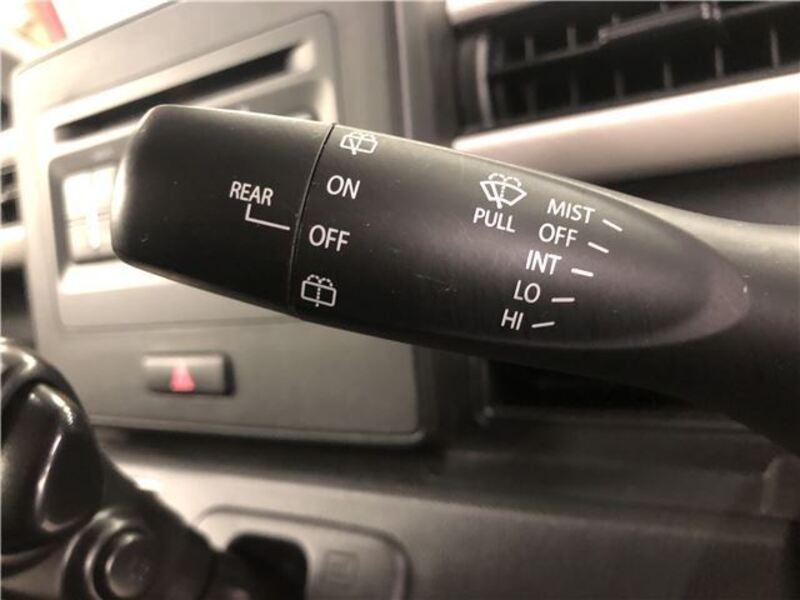 REAR
ON
OFF
PULL
MIST
OFF
INT
LO
HI